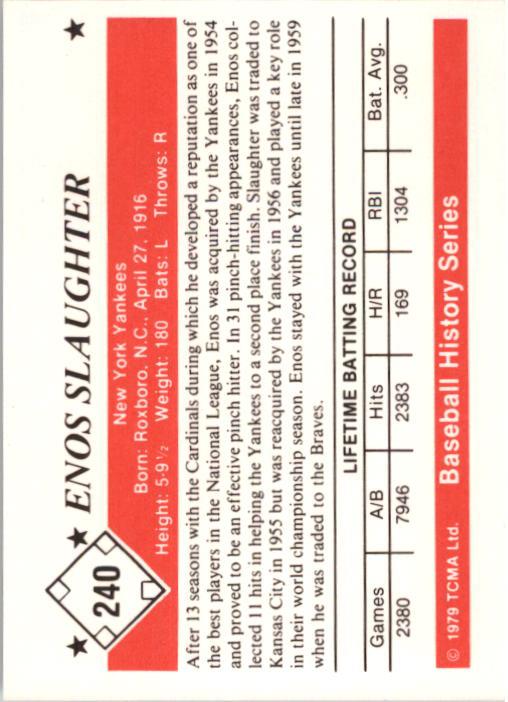 240
ENOS SLAUGHTER
New York Yankees
Born: Roxboro, N.C., April 27, 1916
Height: 5-9½ Weight: 180 Bats: L Throws: R
After 13 seasons with the Cardinals during which he developed a reputation as one of
the best players in the National League, Enos was acquired by the Yankees in 1954
and proved to be an effective pinch hitter. In 31 pinch-hitting appearances, Enos col-
lected 11 hits in helping the Yankees to a second place finish. Slaughter was traded to
Kansas City in 1955 but was reacquired by the Yankees in 1956 and played a key role
in their world championship season. Enos stayed with the Yankees until late in 1959
when he was traded to the Braves.
LIFETIME BATTING RECORD
Games A/B Hits H/R RBI Bat. Avg.
2380 7946 2383 169 1304 .300
© 1979 TCMA Ltd. Baseball History Series